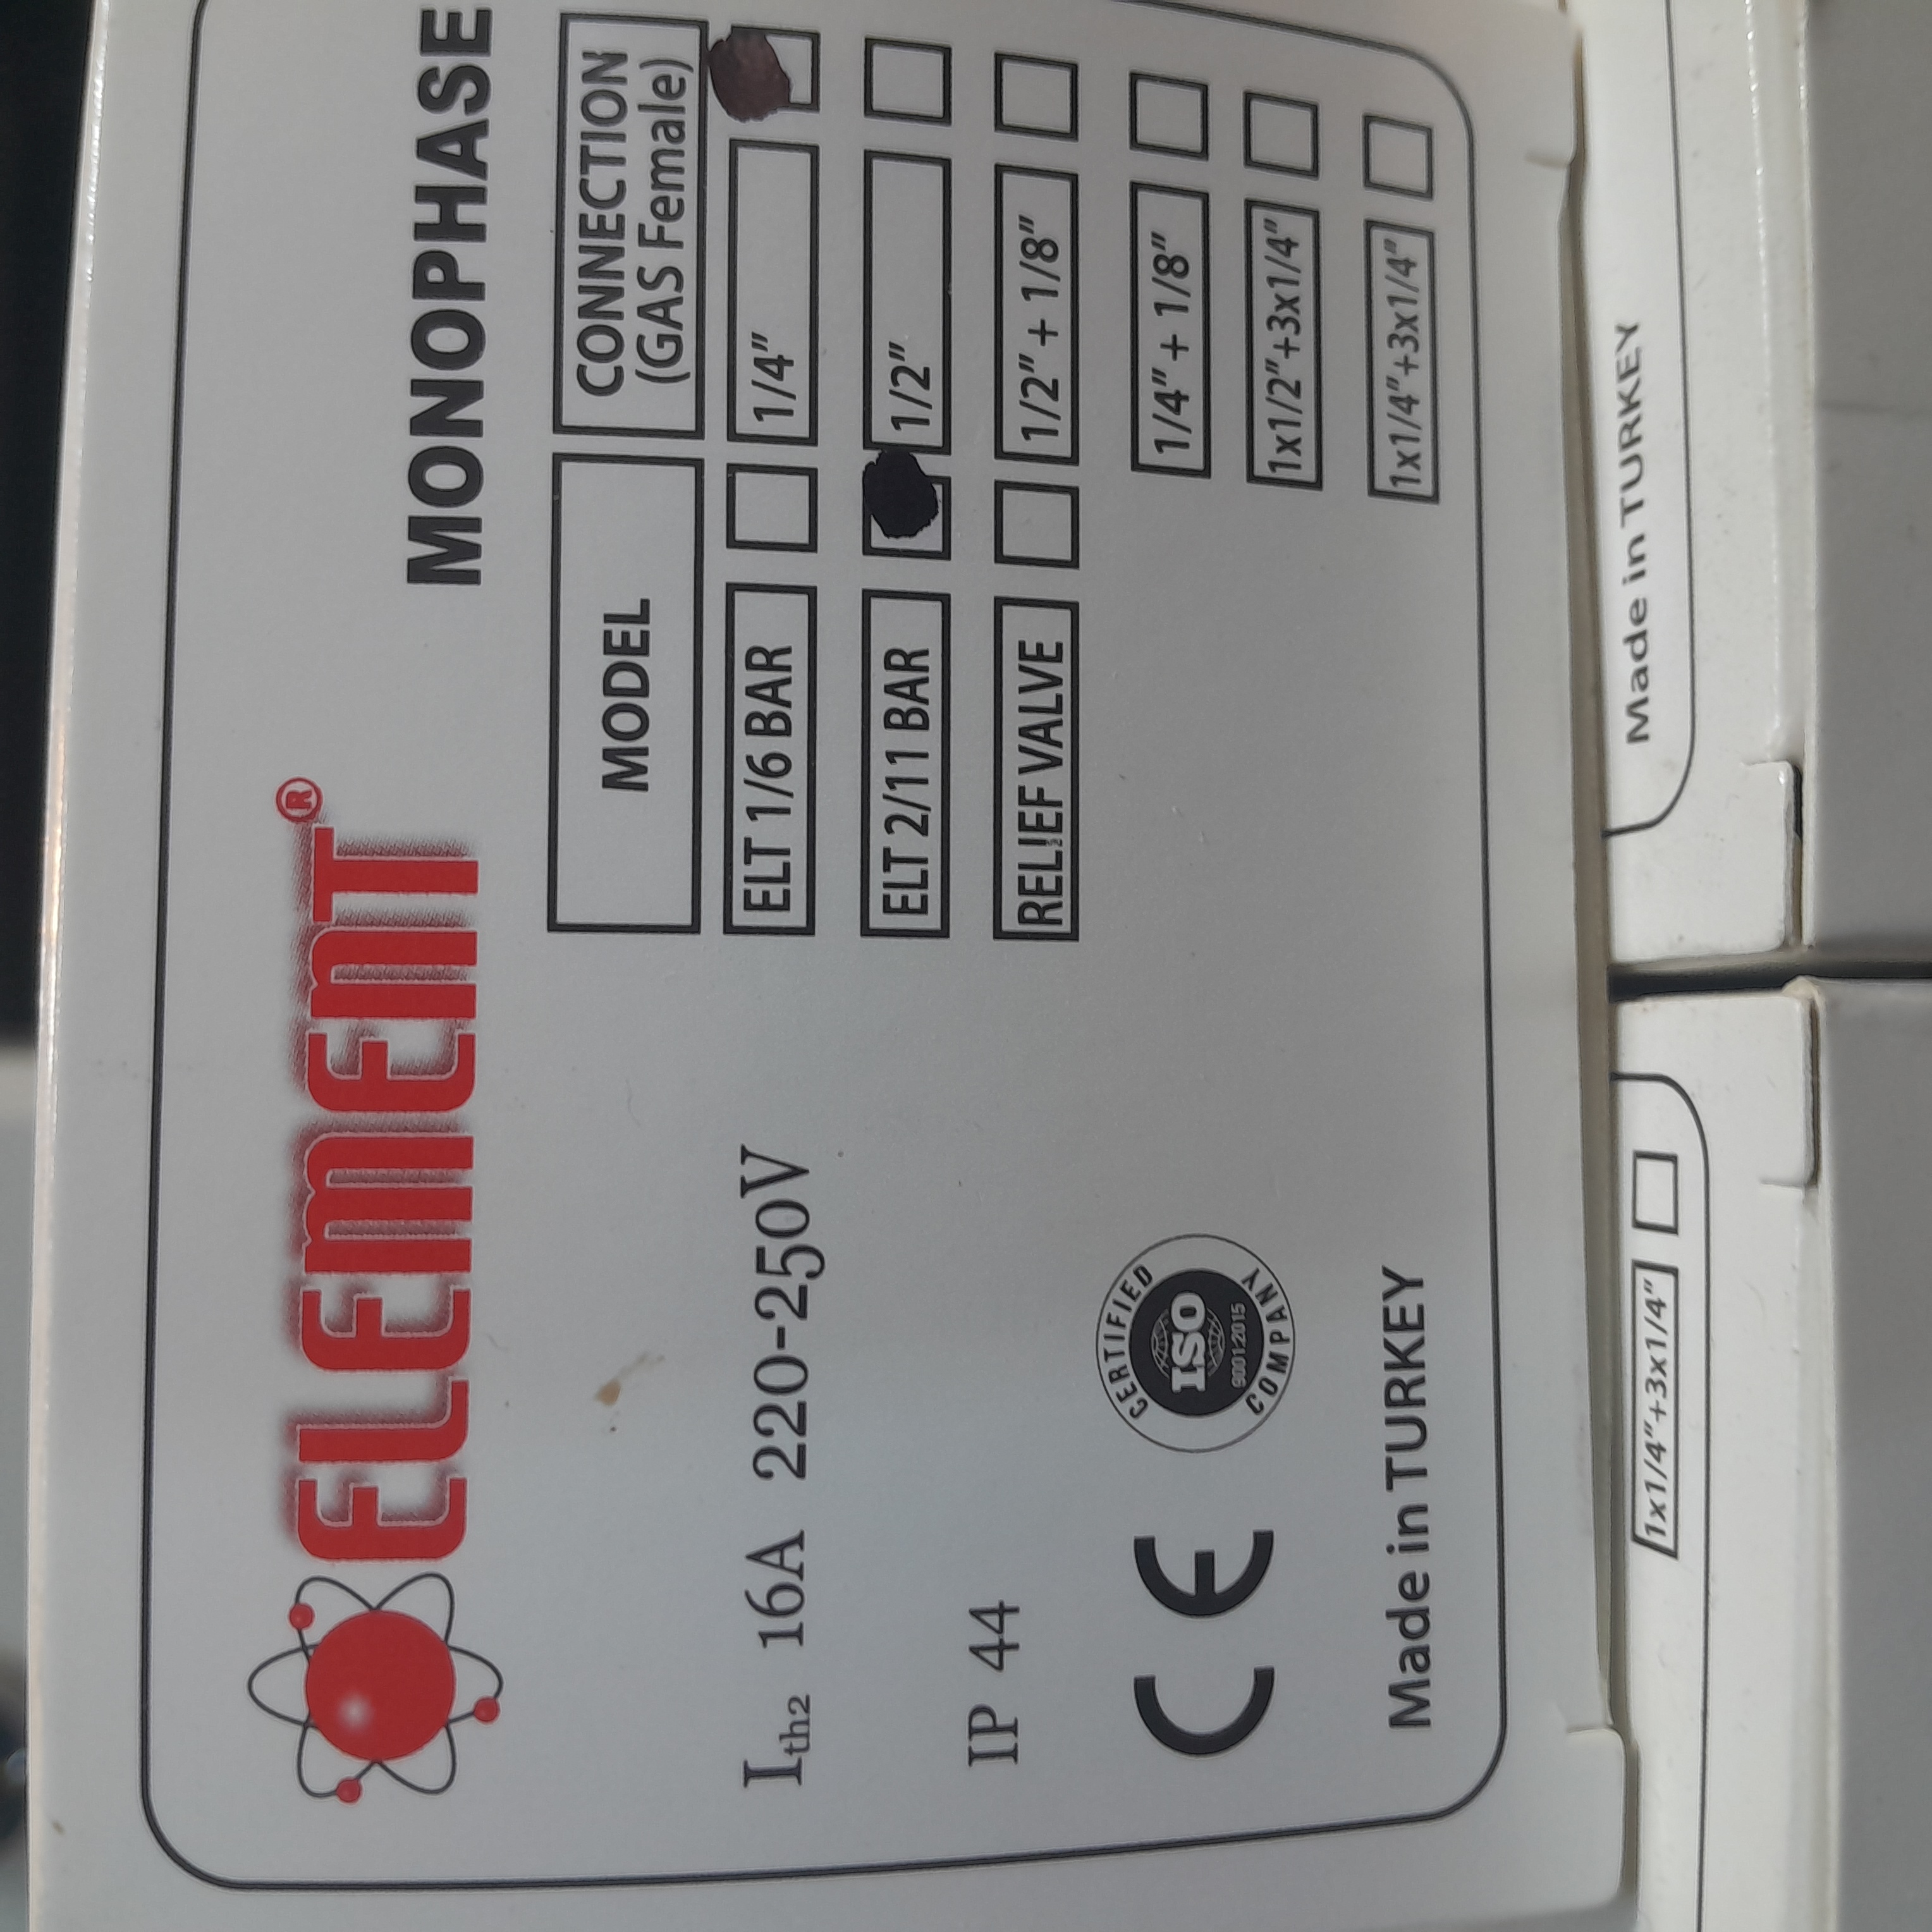 ELEMENT®
MONOPHASE
Ith2 16A 220-250V
IP 44
CE
CERTIFIED
ISO
9001:2015
COMPANY
Made in TURKEY
MODEL
ELT 1/6 BAR
ELT 2/11 BAR
RELIEF VALVE
CONNECTION
(GAS Female)
1/4"
1/2"
1/2" + 1/8"
1/4" + 1/8"
1x1/2"+3x1/4"
1x1/4"+3x1/4"
1x1/4"+3x1/4"
Made in TURKEY